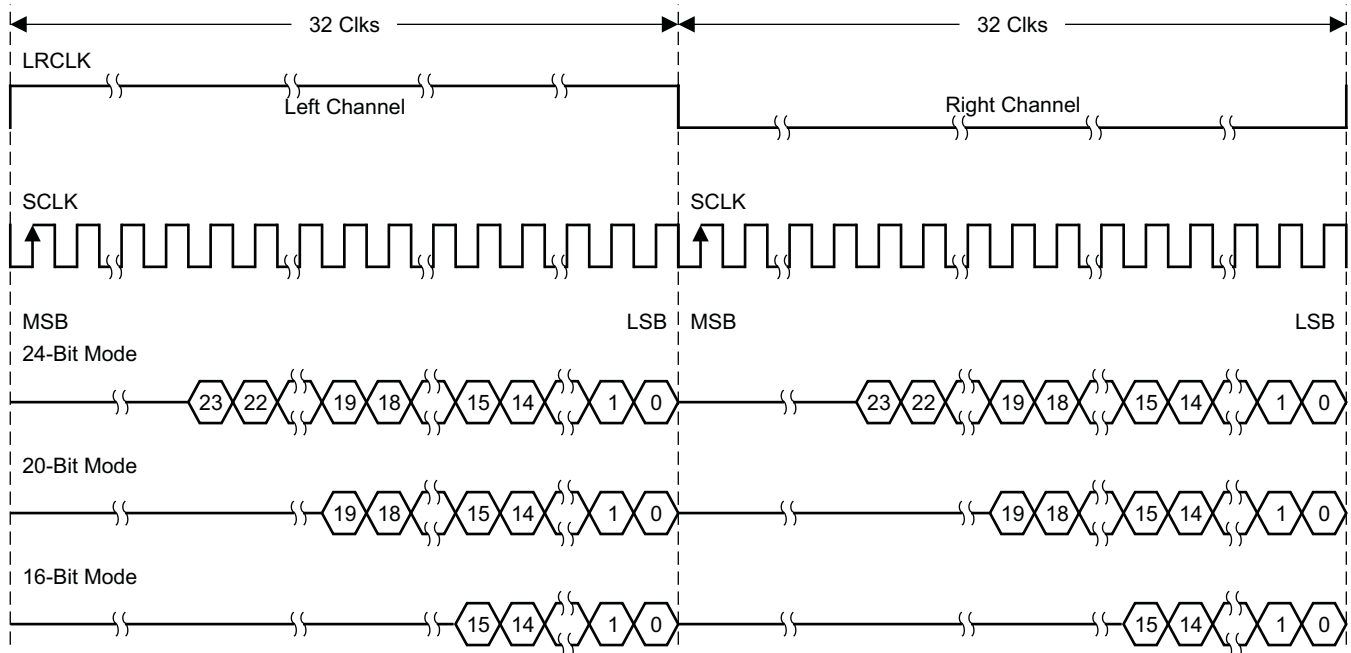 32 Clks 32 Clks
LRCLK
Left Channel Right Channel
SCLK SCLK
MSB LSB MSB LSB
24-Bit Mode
23 22 19 18 15 14 1 0 23 22 19 18 15 14 1 0
20-Bit Mode
19 18 15 14 1 0 19 18 15 14 1 0
16-Bit Mode
15 14 1 0 15 14 1 0